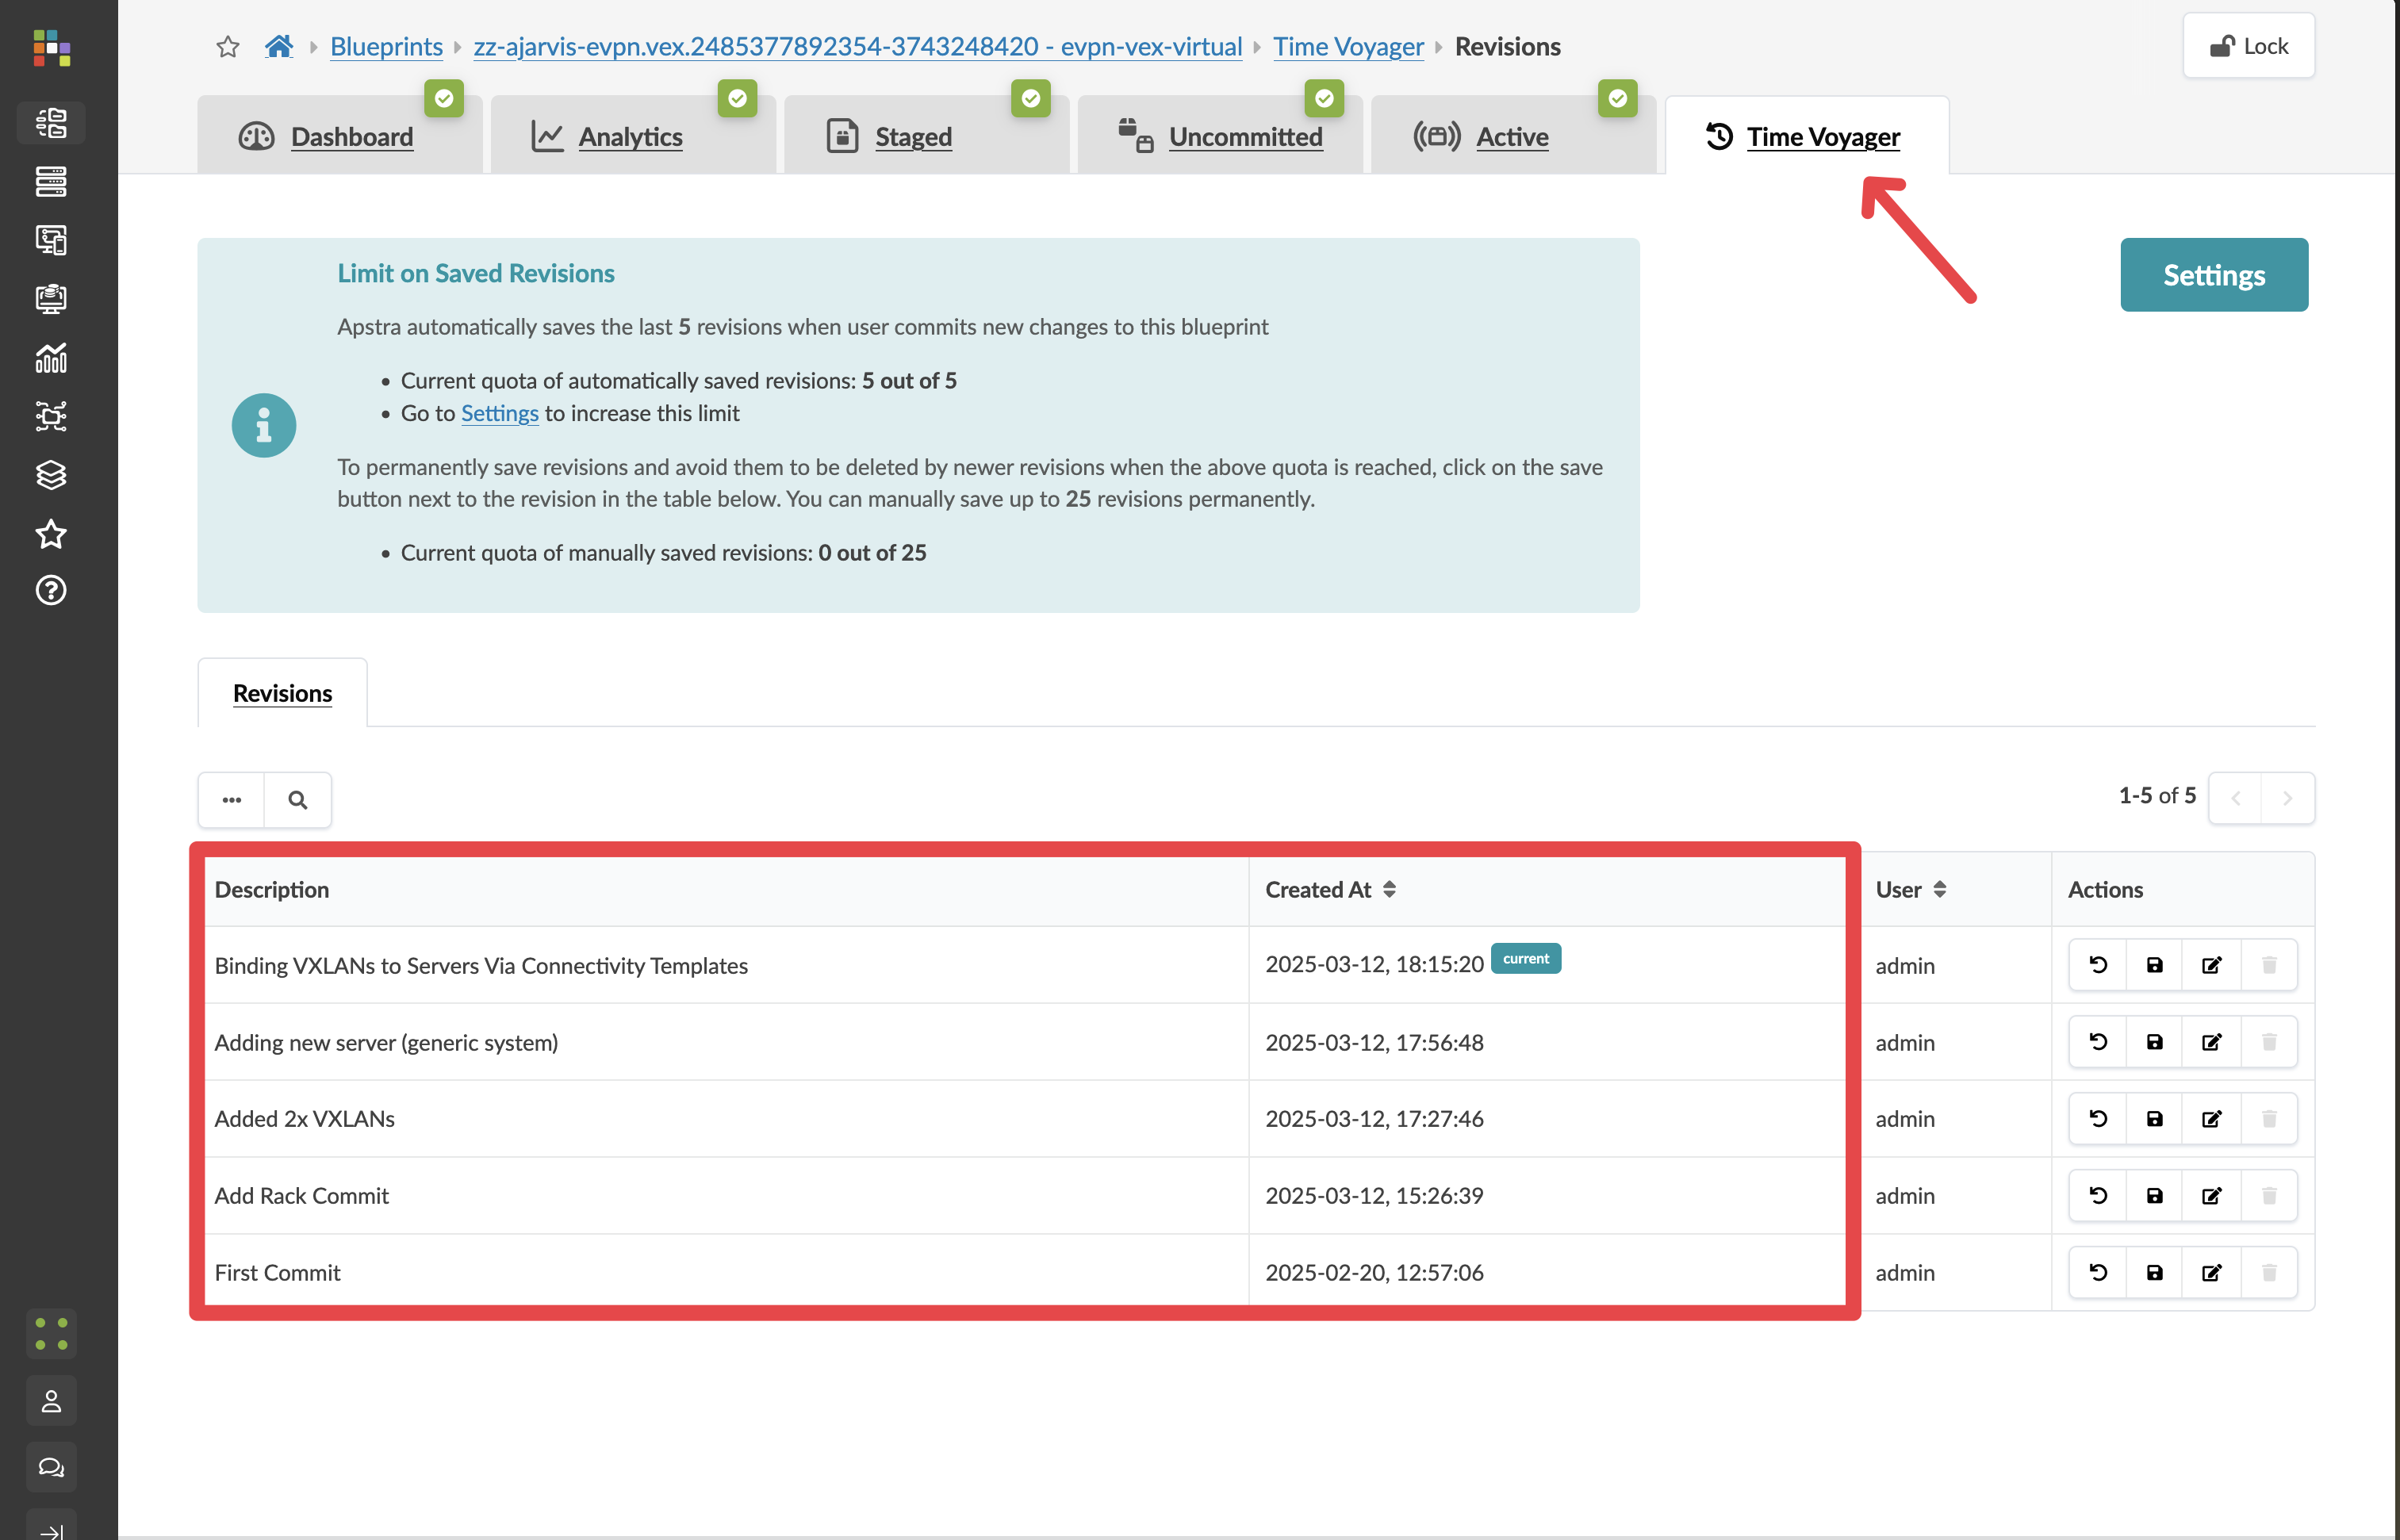 Blueprints zz-ajarvis-evpn.vex.2485377892354-3743248420 - evpn-vex-virtual Time Voyager Revisions
Lock
Dashboard Analytics Staged Uncommitted Active Time Voyager
Limit on Saved Revisions
Settings
Apstra automatically saves the last 5 revisions when user commits new changes to this blueprint
• Current quota of automatically saved revisions: 5 out of 5
• Go to Settings to increase this limit
To permanently save revisions and avoid them to be deleted by newer revisions when the above quota is reached, click on the save
button next to the revision in the table below. You can manually save up to 25 revisions permanently.
• Current quota of manually saved revisions: 0 out of 25
Revisions
1-5 of 5
Description Created At User Actions
Binding VXLANs to Servers Via Connectivity Templates 2025-03-12, 18:15:20 current admin
Adding new server (generic system) 2025-03-12, 17:56:48 admin
Added 2x VXLANs 2025-03-12, 17:27:46 admin
Add Rack Commit 2025-03-12, 15:26:39 admin
First Commit 2025-02-20, 12:57:06 admin